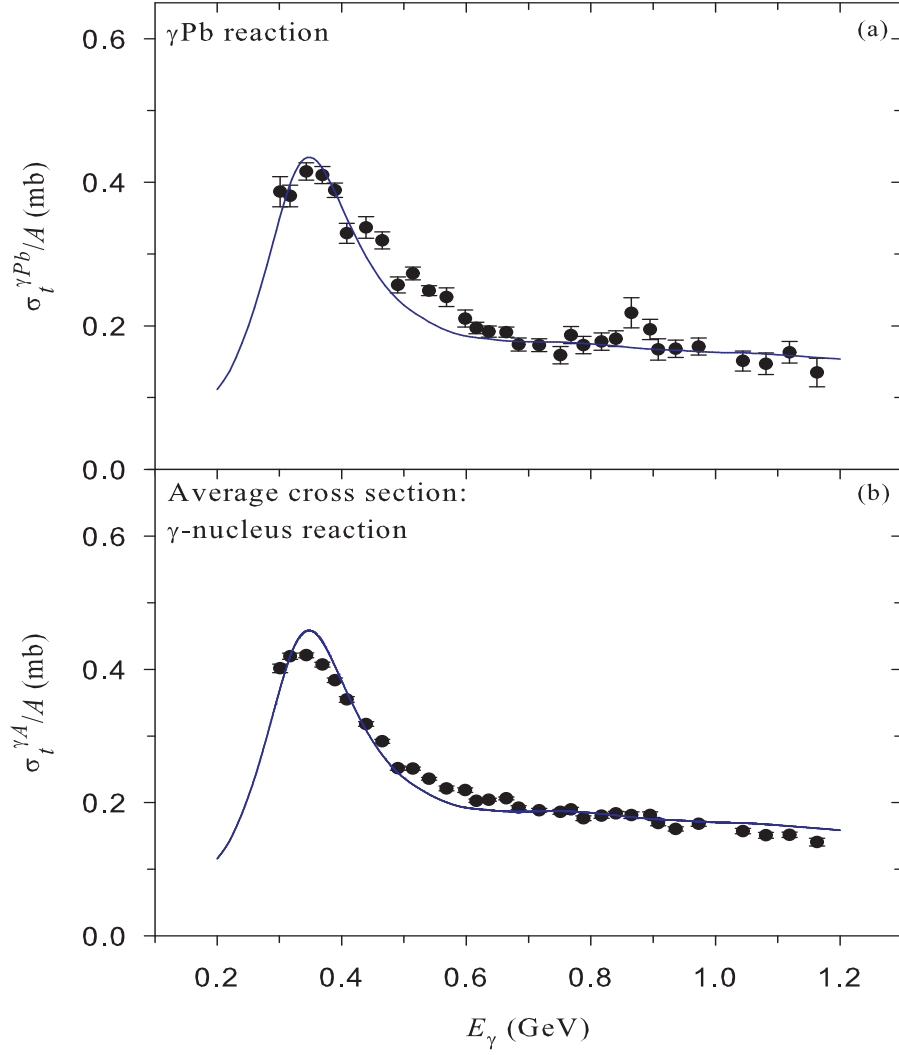 γPb reaction
(a)
0.6
0.4
0.2
0.0
σ_t^γPb/A (mb)
Average cross section:
γ-nucleus reaction
(b)
0.6
0.4
0.2
0.0
σ_t^γA/A (mb)
0.2 0.4 0.6 0.8 1.0 1.2
E_γ (GeV)